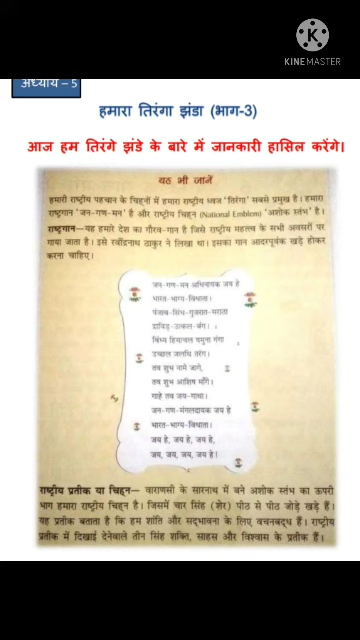 KINEMASTER
अध्याय – 5
हमारा तिरंगा झंडा (भाग-3)
आज हम तिरंगे झंडे के बारे में जानकारी हासिल करेंगे।
यह भी जानें
हमारी राष्ट्रीय पहचान के चिह्नों में हमारा राष्ट्रीय ध्वज 'तिरंगा' सबसे प्रमुख है। हमारा
राष्ट्रगान 'जन-गण-मन' है और राष्ट्रीय चिह्न (National Emblem) 'अशोक स्तंभ' है।
राष्ट्रगान—यह हमारे देश का गौरव-गान है जिसे राष्ट्रीय महत्त्व के सभी अवसरों पर
गाया जाता है। इसे रवींद्रनाथ ठाकुर ने लिखा था। इसका गान आदरपूर्वक खड़े होकर
करना चाहिए।
जन-गण-मन अधिनायक जय हे
भारत-भाग्य-विधाता।
पंजाब-सिंध-गुजरात-मराठा
द्राविड़-उत्कल-बंग।
विंध्य हिमाचल यमुना गंगा
उच्छल जलधि तरंग।
तव शुभ नामे जागे,
तव शुभ आशिष माँगे।
गाहे तव जय-गाथा।
जन-गण-मंगलदायक जय हे
भारत-भाग्य-विधाता।
जय हे, जय हे, जय हे,
जय, जय, जय, जय हे!
राष्ट्रीय प्रतीक या चिह्न— वाराणसी के सारनाथ में बने अशोक स्तंभ का ऊपरी
भाग हमारा राष्ट्रीय चिह्न है। जिसमें चार सिंह (शेर) पीठ से पीठ जोड़े खड़े हैं।
यह प्रतीक बताता है कि हम शांति और सद्भावना के लिए वचनबद्ध हैं। राष्ट्रीय
प्रतीक में दिखाई देनेवाले तीन सिंह शक्ति, साहस और विश्वास के प्रतीक हैं।